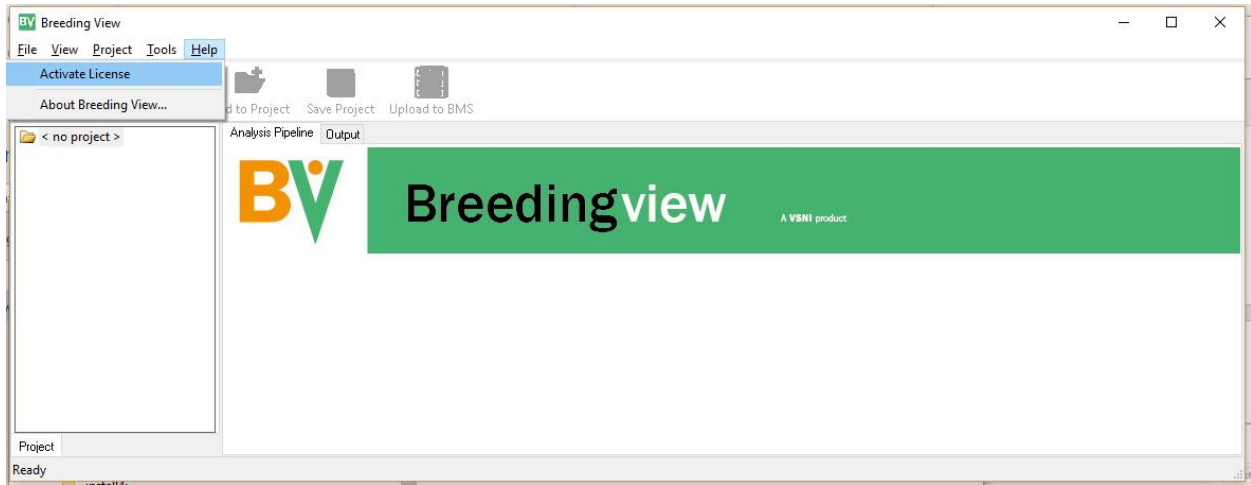 BV Breeding View
File View Project Tools Help
Activate License
About Breeding View...
d to Project Save Project Upload to BMS
< no project >
Analysis Pipeline Output
BV Breedingview A VSNI product
Project
Ready